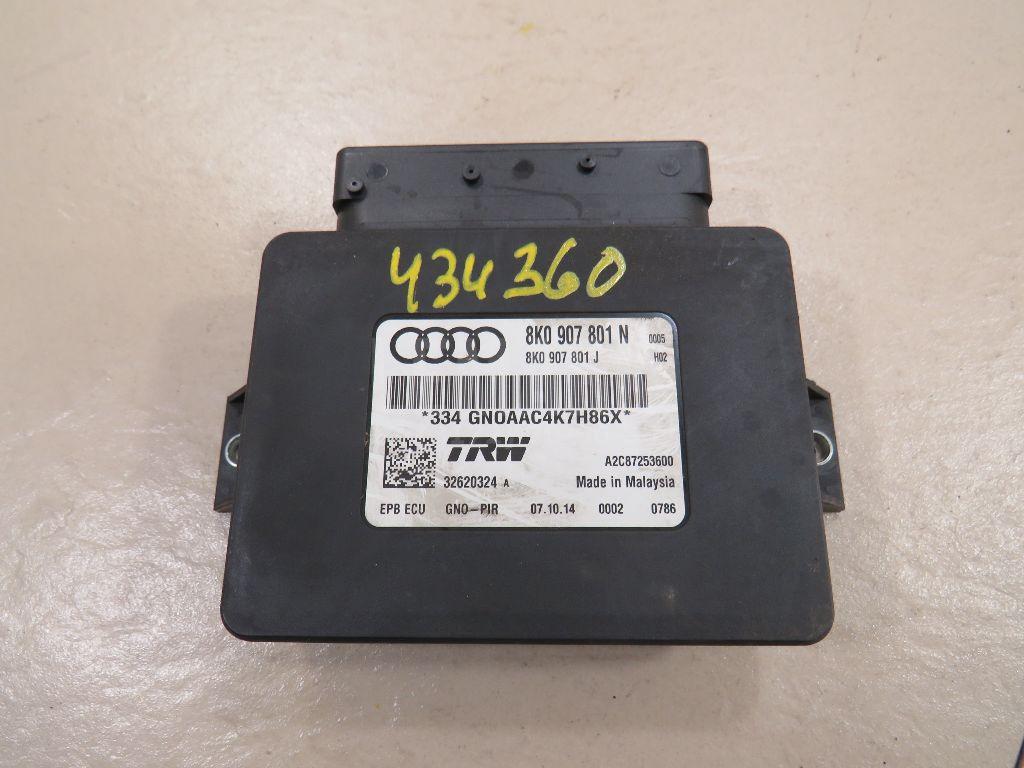 434360
8K0 907 801 N 0005
8K0 907 801 J H02
*334 GNOAAC4K7H86X*
TRW
A2C87253600
32620324 A Made in Malaysia
EPB ECU GNO-PIR 07.10.14 0002 0786